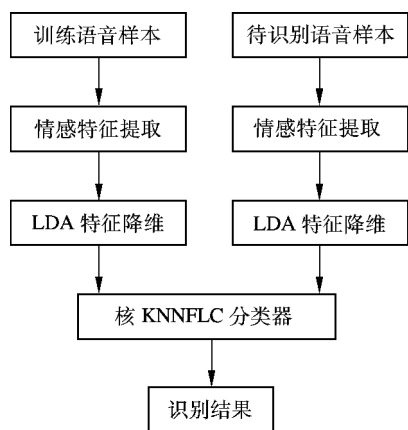 训练语音样本
待识别语音样本
情感特征提取
情感特征提取
LDA 特征降维
LDA 特征降维
核 KNNFLC 分类器
识别结果